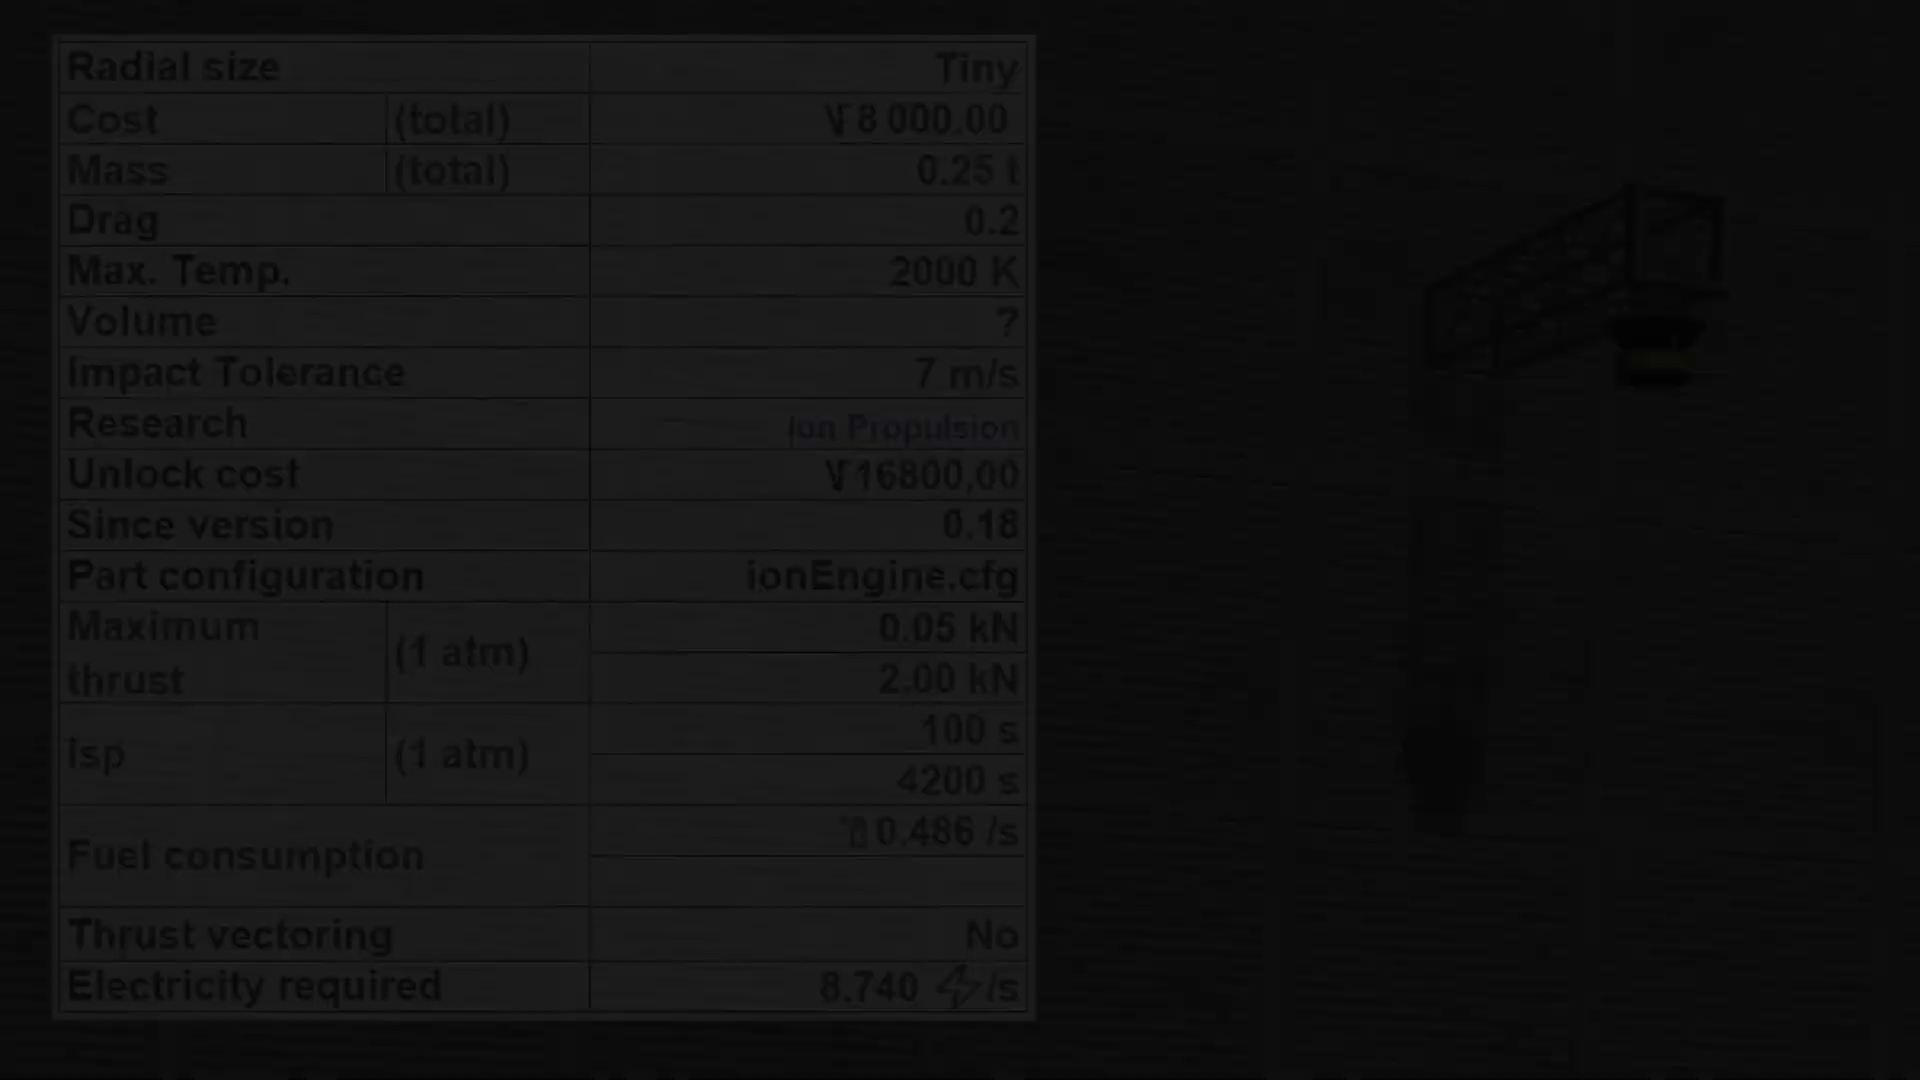 Radial size Tiny
Cost (total) 8 000.00
Mass (total) 0.25 t
Drag 0.2
Max. Temp. 2000 K
Volume ?
Impact Tolerance 7 m/s
Research Ion Propulsion
Unlock cost 16800,00
Since version 0.18
Part configuration ionEngine.cfg
Maximum thrust (1 atm) 0.05 kN
2.00 kN
Isp (1 atm) 100 s
4200 s
Fuel consumption 0.486 /s
Thrust vectoring No
Electricity required 8.740 /s